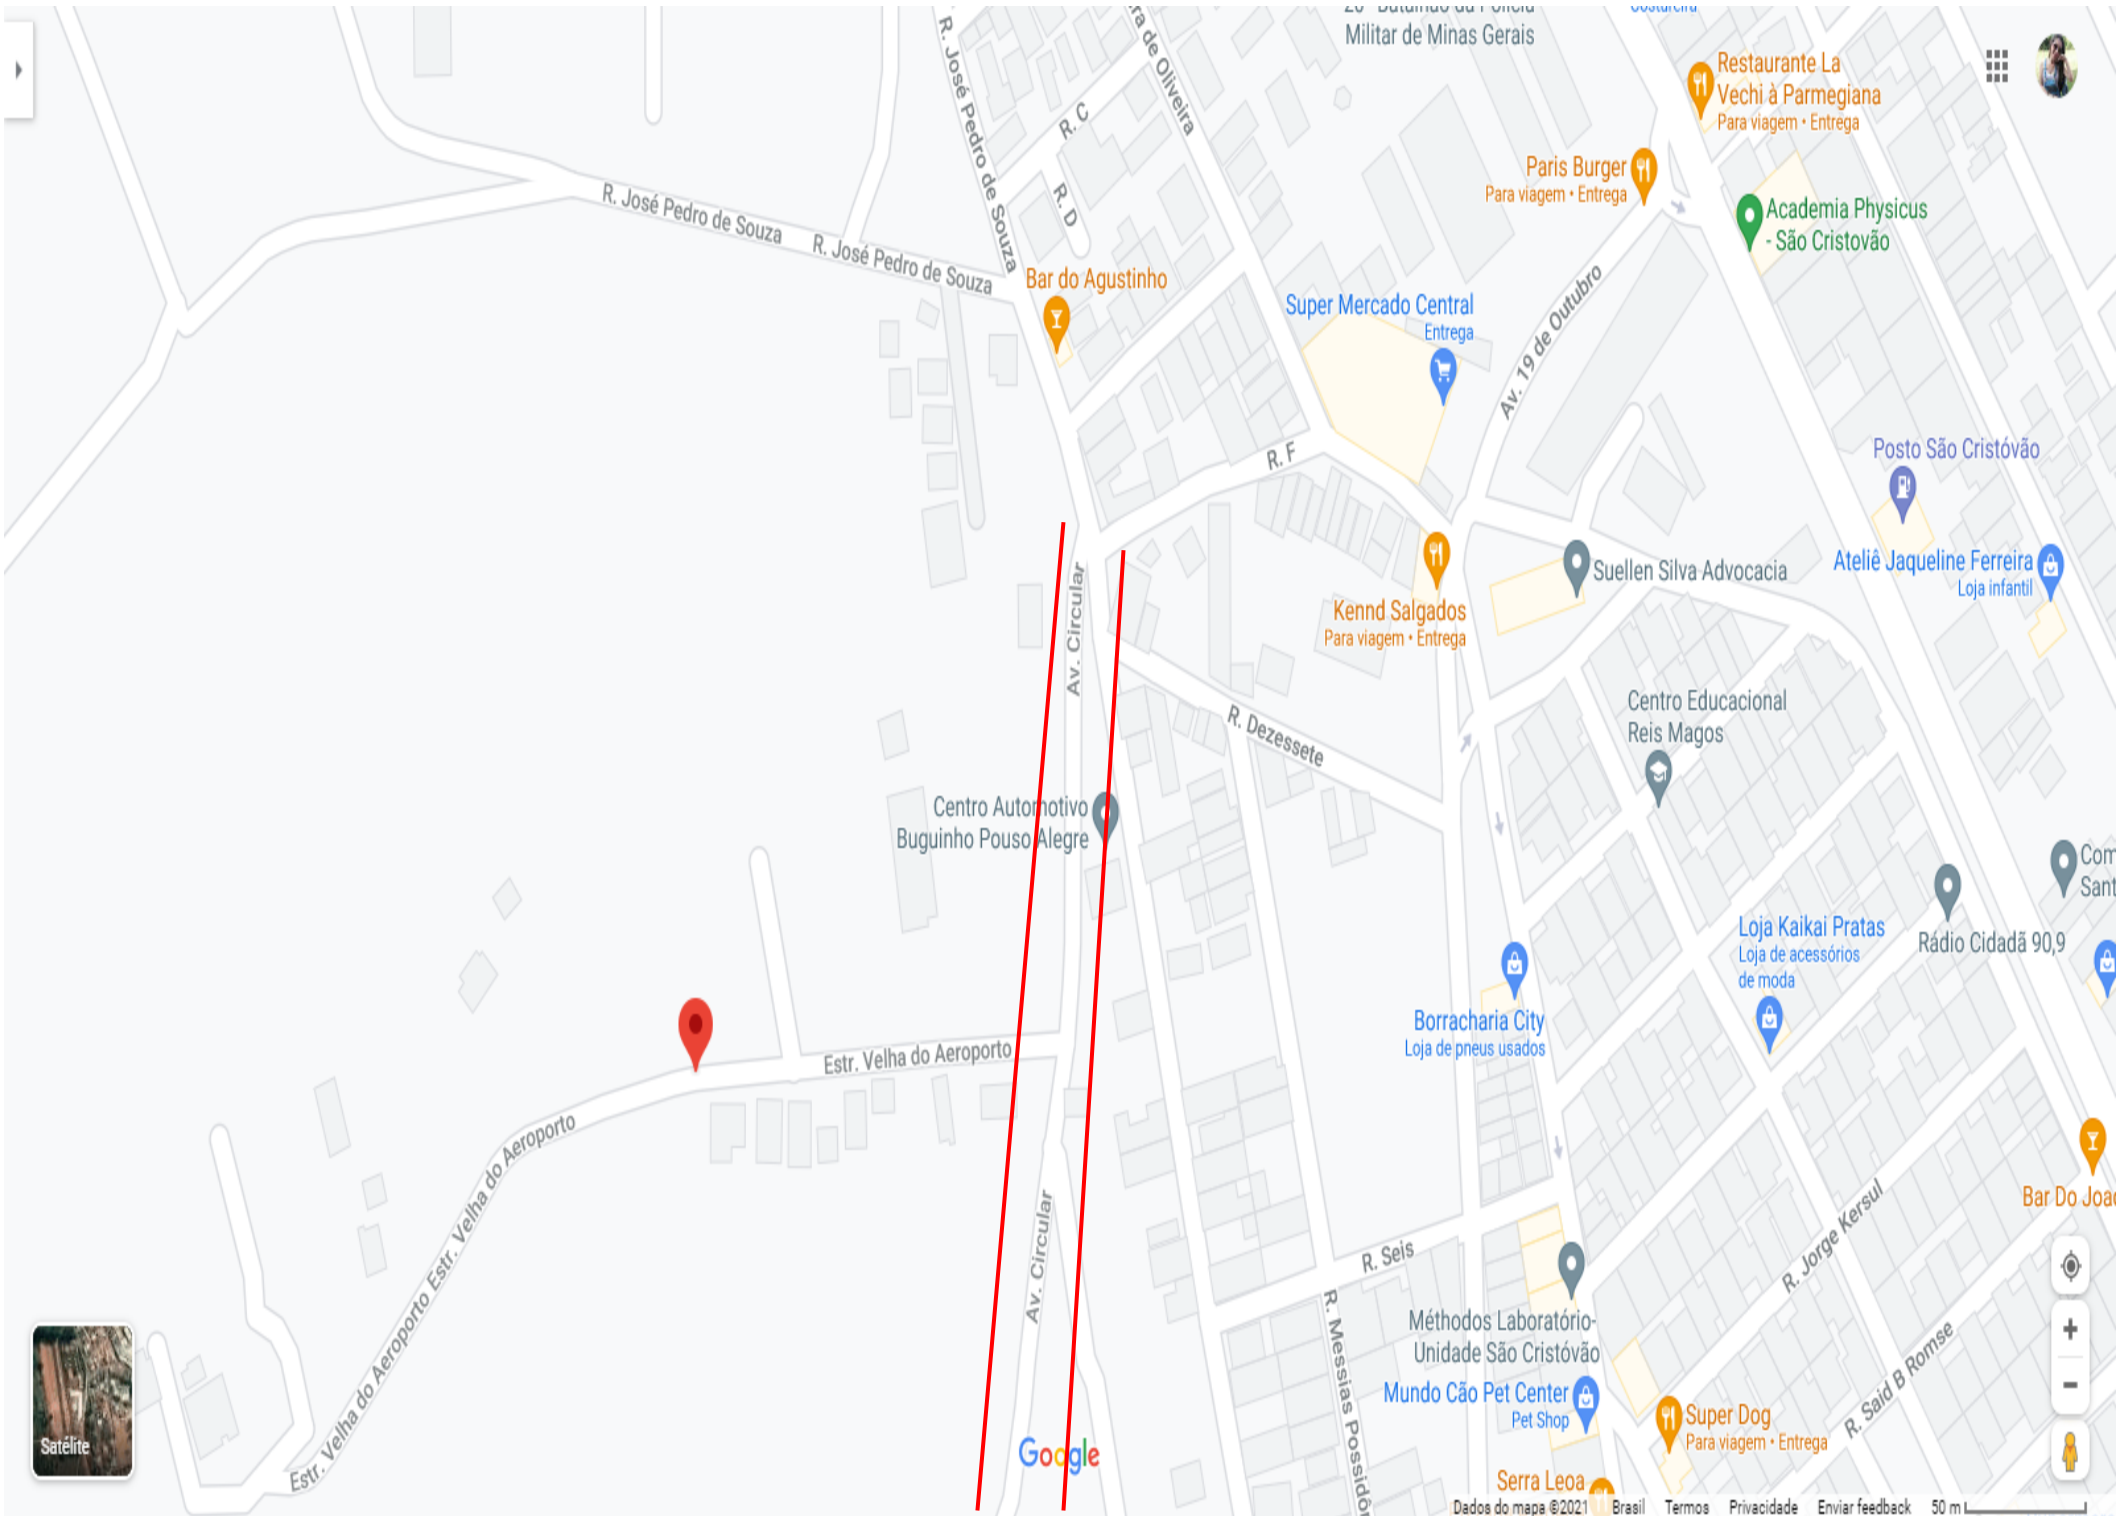 Militar de Minas Gerais
Restaurante La
Vechi à Parmegiana
Para viagem • Entrega
R. José Pedro de Souza
R. C
R. D
Paris Burger
Para viagem • Entrega
Academia Physicus
- São Cristovão
R. José Pedro de Souza
R. José Pedro de Souza
Bar do Agustinho
Super Mercado Central
Entrega
Av. 19 de Outubro
R. F
Posto São Cristóvão
Suellen Silva Advocacia
Ateliê Jaqueline Ferreira
Loja infantil
Kennd Salgados
Para viagem • Entrega
Av. Circular
R. Dezessete
Centro Educacional
Reis Magos
Centro Automotivo
Buguinho Pouso Alegre
Loja Kaikai Pratas
Loja de acessórios
de moda
Rádio Cidadã 90,9
Borracharia City
Loja de pneus usados
Estr. Velha do Aeroporto
Estr. Velha do Aeroporto
Estr. Velha do Aeroporto
Av. Circular
R. Seis
R. Jorge Kersul
R. Said B Romse
R. Messias
Méthodos Laboratório-
Unidade São Cristóvão
Mundo Cão Pet Center
Pet Shop
Super Dog
Para viagem • Entrega
Serra Leoa
Bar Do
Satélite
Google
Dados do mapa ©2021 Brasil Termos Privacidade Enviar feedback 50 m